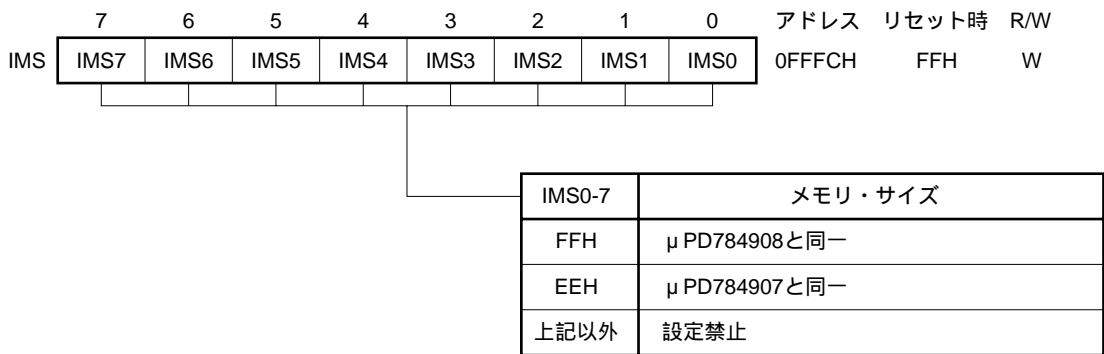 7 6 5 4 3 2 1 0 アドレス リセット時 R/W
IMS IMS7 IMS6 IMS5 IMS4 IMS3 IMS2 IMS1 IMS0 0FFFCH FFH W
IMS0-7 メモリ・サイズ
FFH μPD784908と同一
EEH μPD784907と同一
上記以外 設定禁止